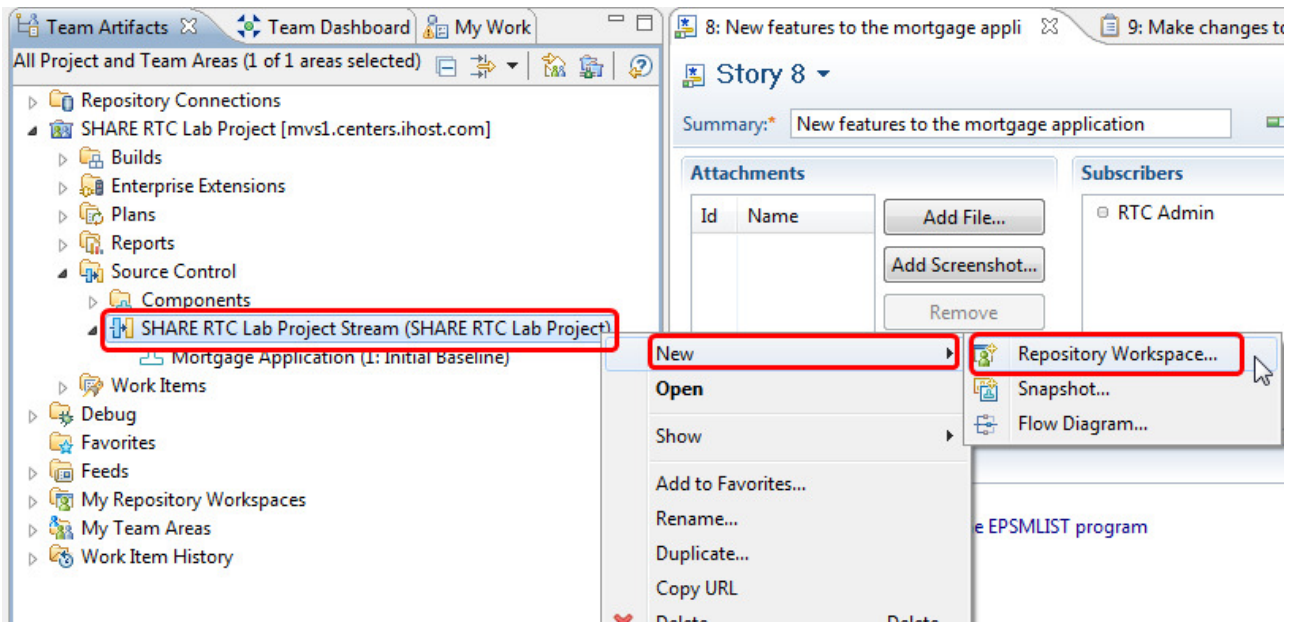 Team Artifacts
Team Dashboard
My Work
All Project and Team Areas (1 of 1 areas selected)
Repository Connections
SHARE RTC Lab Project [mvs1.centers.ihost.com]
Builds
Enterprise Extensions
Plans
Reports
Source Control
Components
SHARE RTC Lab Project Stream (SHARE RTC Lab Project)
Mortgage Application (1: Initial Baseline)
Work Items
Debug
Favorites
Feeds
My Repository Workspaces
My Team Areas
Work Item History
8: New features to the mortgage appli
9: Make changes to
Story 8
Summary:* New features to the mortgage application
Attachments
Id Name
Add File...
Add Screenshot...
Remove
Subscribers
RTC Admin
New
Open
Show
Add to Favorites...
Rename...
Duplicate...
Copy URL
Delete Delete
Repository Workspace...
Snapshot...
Flow Diagram...
e EPSMLIST program